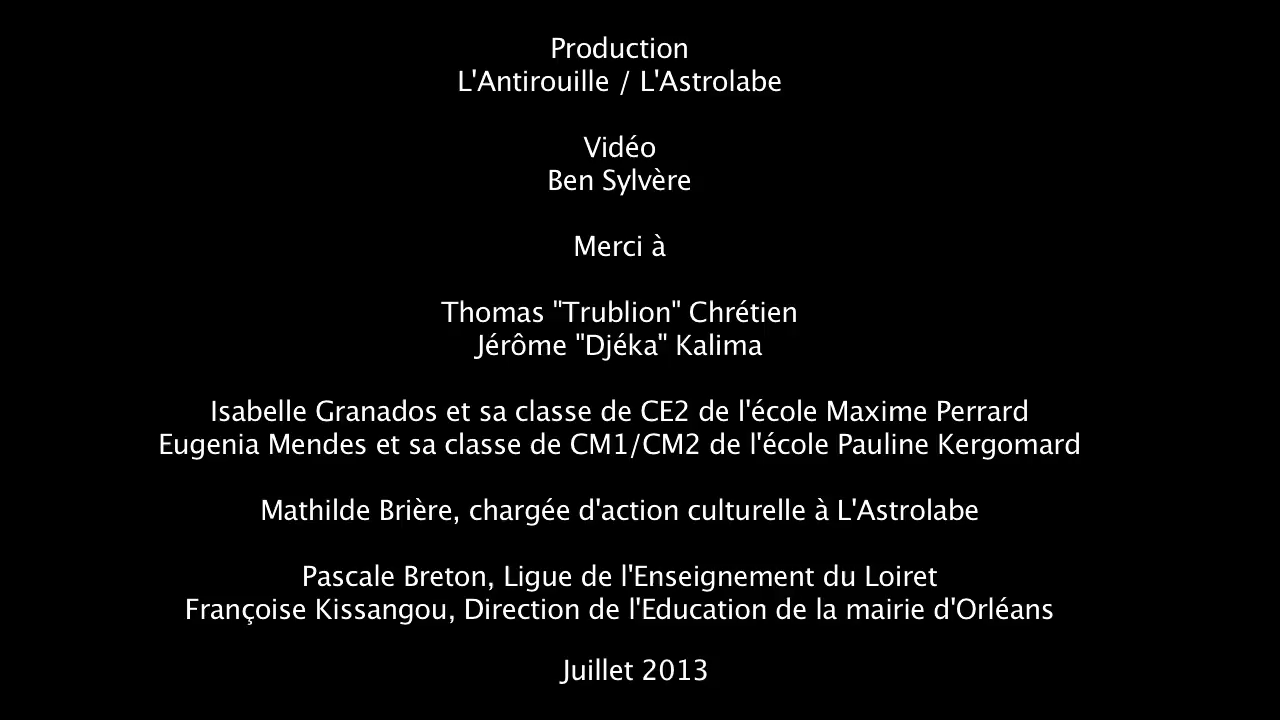 Production
L'Antirouille / L'Astrolabe
Vidéo
Ben Sylvère
Merci à
Thomas "Trublion" Chrétien
Jérôme "Djéka" Kalima
Isabelle Granados et sa classe de CE2 de l'école Maxime Perrard
Eugenia Mendes et sa classe de CM1/CM2 de l'école Pauline Kergomard
Mathilde Brière, chargée d'action culturelle à L'Astrolabe
Pascale Breton, Ligue de l'Enseignement du Loiret
Françoise Kissangou, Direction de l'Education de la mairie d'Orléans
Juillet 2013